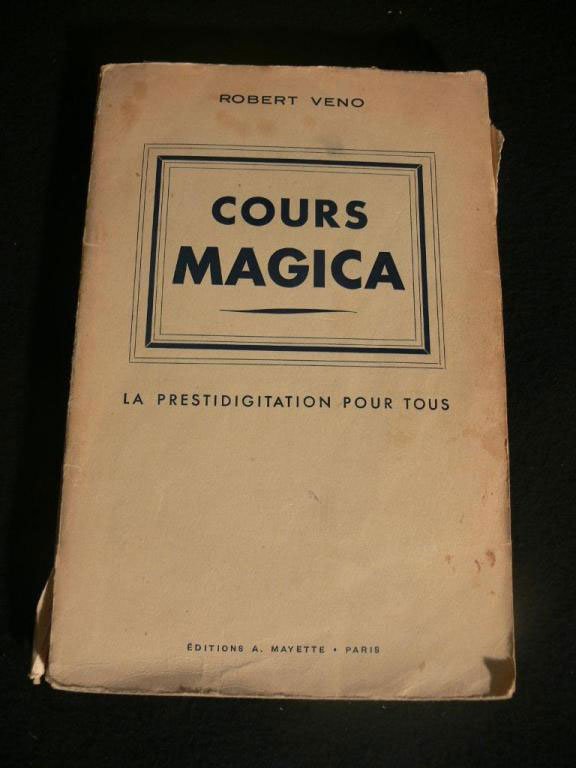 ROBERT VENO
COURS
MAGICA
LA PRESTIDIGITATION POUR TOUS
ÉDITIONS A. MAYETTE • PARIS